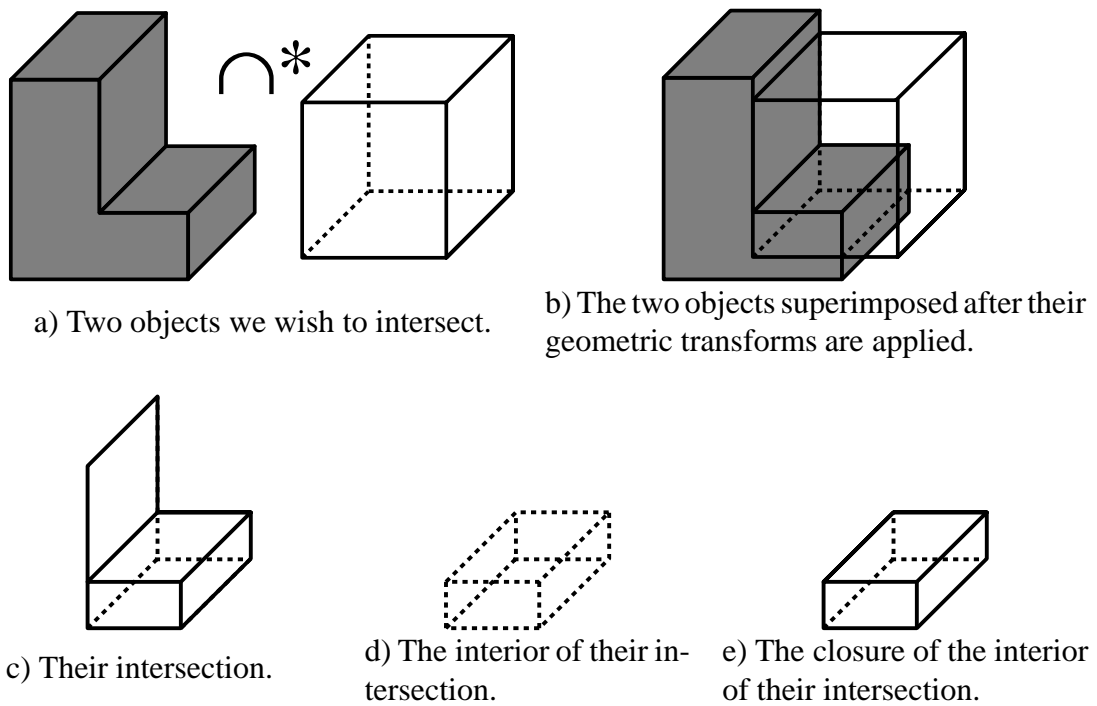 ∩*
a) Two objects we wish to intersect.
b) The two objects superimposed after their
geometric transforms are applied.
c) Their intersection.
d) The interior of their in-
tersection.
e) The closure of the interior
of their intersection.